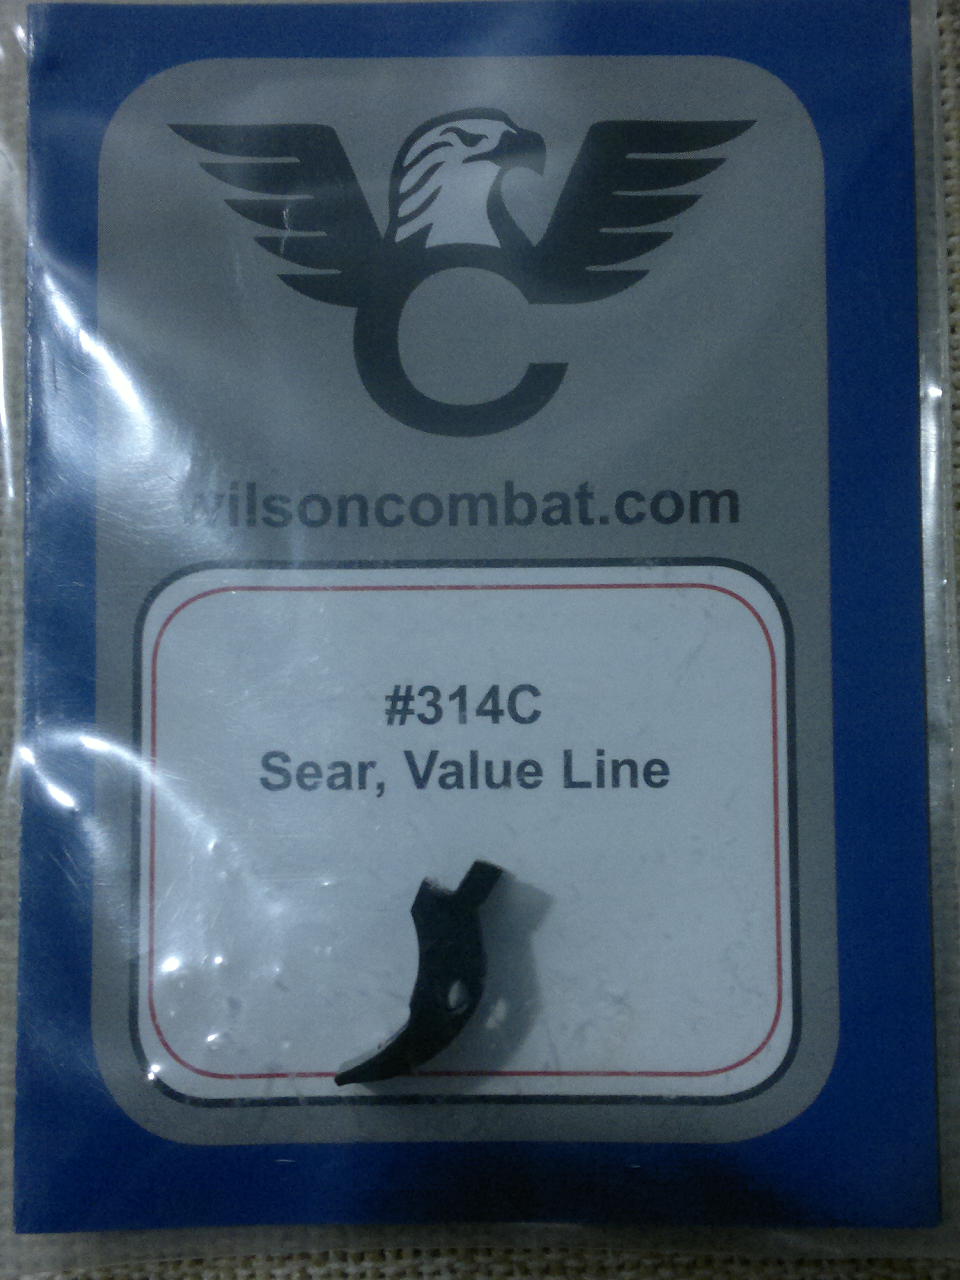 wilsoncombat.com
#314C
Sear, Value Line